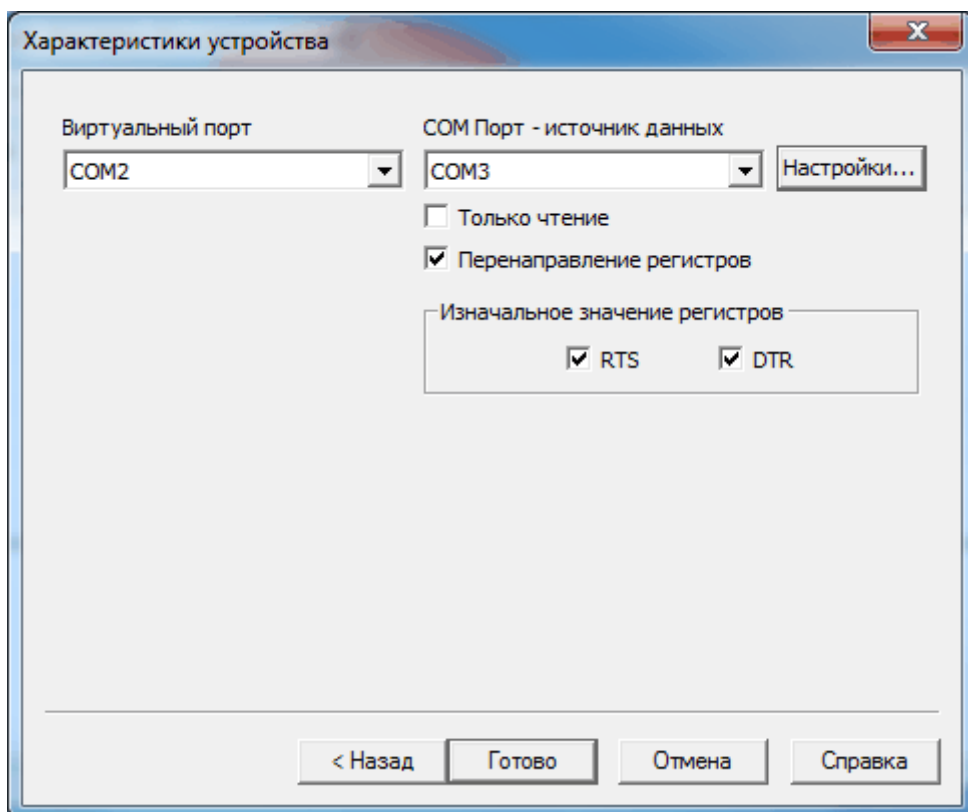 Характеристики устройства
Виртуальный порт
COM Порт - источник данных
COM2
COM3
Настройки...
Только чтение
Перенаправление регистров
Изначальное значение регистров
RTS
DTR
< Назад
Готово
Отмена
Справка